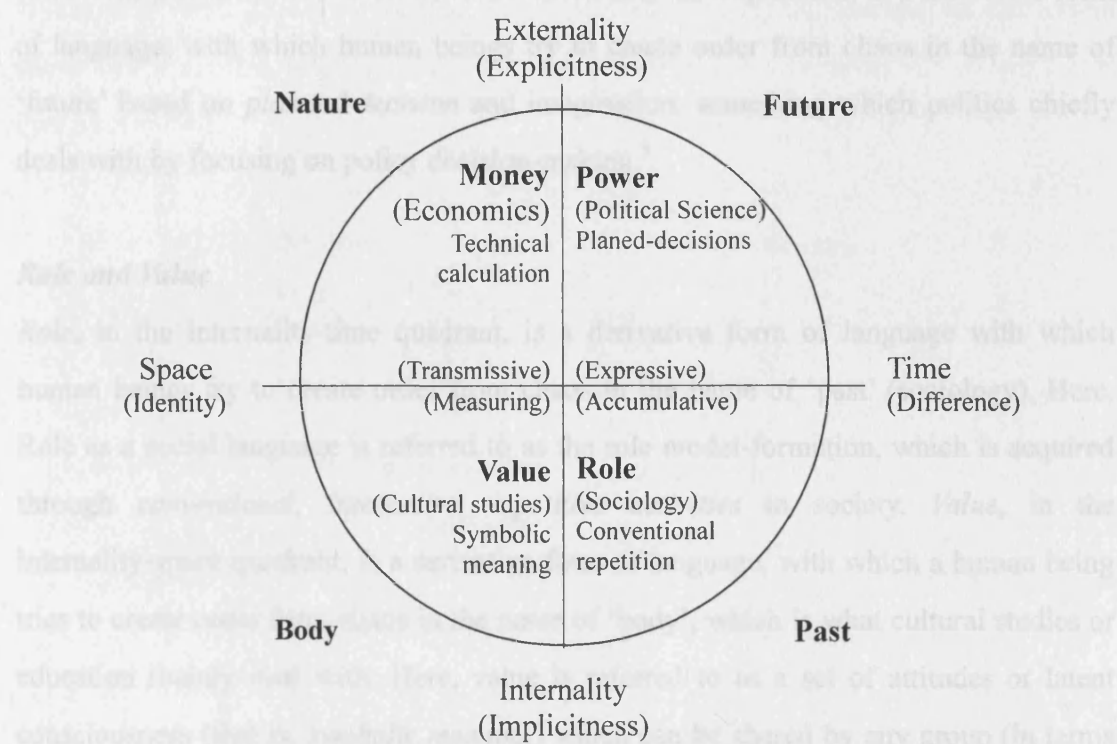 Externality
(Explicitness)
Nature
Future
Money
(Economics)
Technical
calculation
Power
(Political Science)
Planed-decisions
Space
(Identity)
(Transmissive)
(Measuring)
(Expressive)
(Accumulative)
Time
(Difference)
Value
(Cultural studies)
Symbolic
meaning
Role
(Sociology)
Conventional
repetition
Body
Past
Internality
(Implicitness)
of language, with which human beings try to create order from chaos in the name of
'future' based on and imagination which politics chiefly
deals with by focusing on policy decision-making.
Role and Value
Role, in the internality-time quadrant, is a derivative form of language with which
human beings try to create order from chaos in the name of 'past' (sociology). Here,
Role as a social language is referred to as the role model-formation, which is acquired
through conventional, in society. Value, in the
internality-space quadrant, is a derivative form of language, with which a human being
tries to create order from chaos in the name of 'body', which is what cultural studies or
education mainly deal with. Here, value is referred to as a set of attitudes or latent
consciousness (that is, symbolic meaning) which can be shared by any group (in terms